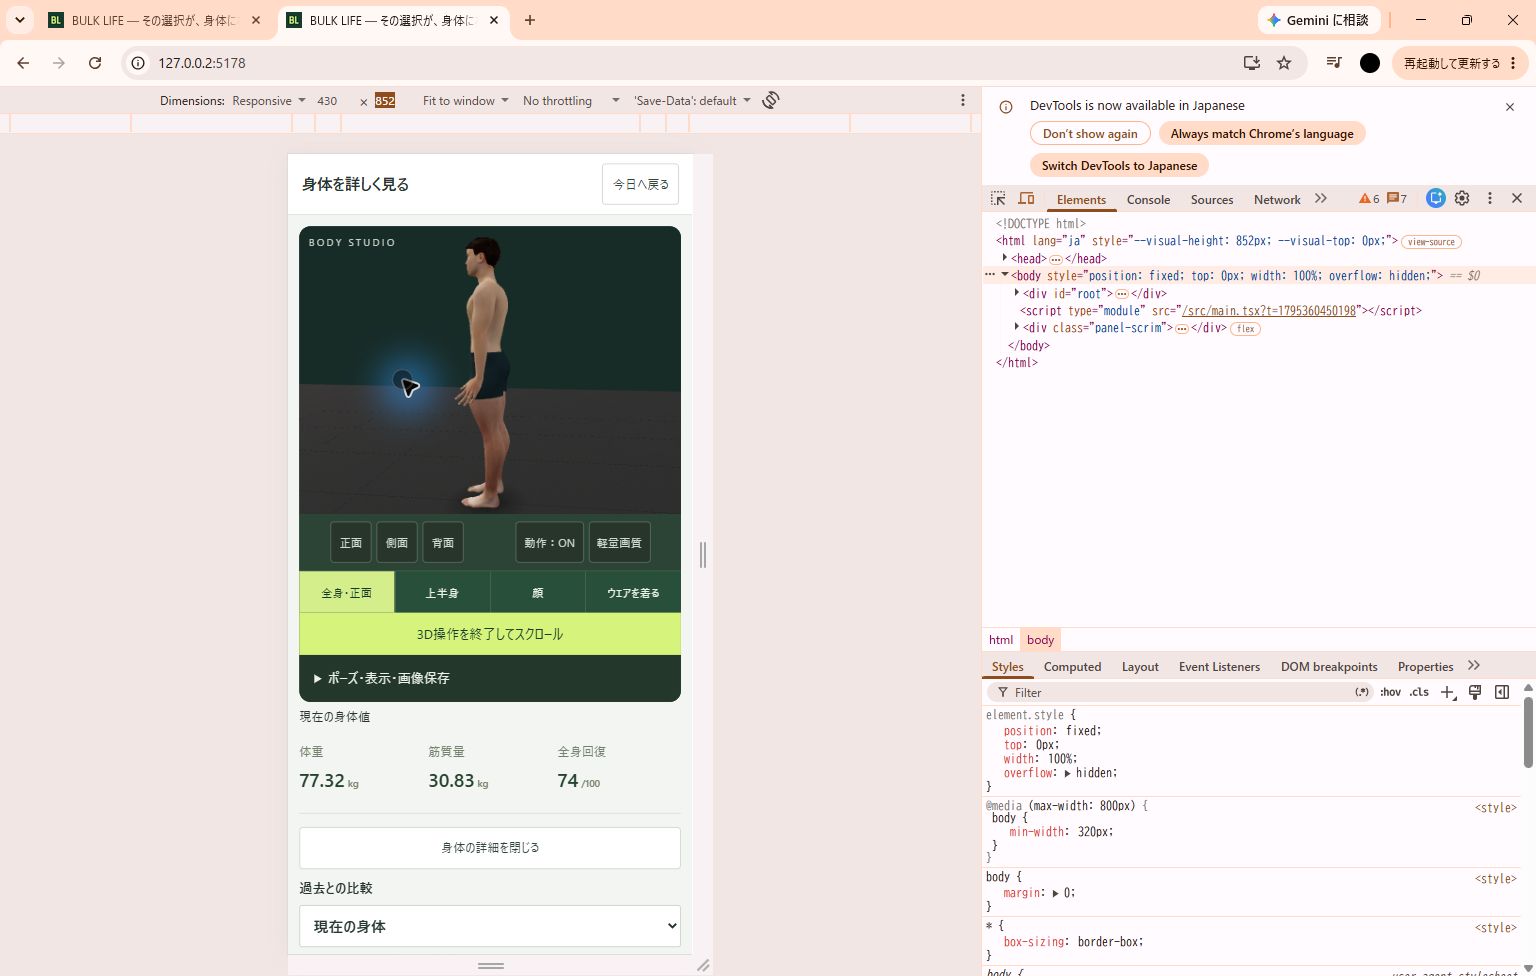 BL BULK LIFE — その選択が、身体に
BL BULK LIFE — その選択が、身体に
Gemini に相談
127.0.0.2:5178
再起動して更新する
Dimensions: Responsive 430 × 852 Fit to window No throttling 'Save-Data': default
身体を詳しく見る
今日へ戻る
BODY STUDIO
正面 側面 背面 動作：ON 軽量画質
全身・正面 上半身 顔 ウエアを着る
3D操作を終了してスクロール
▶ ポーズ・表示・画像保存
現在の身体値
体重 筋質量 全身回復
77.32 kg 30.83 kg 74 /100
身体の詳細を閉じる
過去との比較
現在の身体
DevTools is now available in Japanese
Don't show again Always match Chrome's language
Switch DevTools to Japanese
Elements Console Sources Network 6 7
<!DOCTYPE html>
<html lang="ja" style="--visual-height: 852px; --visual-top: 0px;"> view-source
<head> ⋯ </head>
<body style="position: fixed; top: 0px; width: 100%; overflow: hidden;"> == $0
<div id="root"> ⋯ </div>
<script type="module" src="/src/main.tsx?t=1795360450198"></script>
<div class="panel-scrim"> ⋯ </div> flex
</body>
</html>
html body
Styles Computed Layout Event Listeners DOM breakpoints Properties
Filter (.*) :hov .cls
element.style {
position: fixed;
top: 0px;
width: 100%;
overflow: ▶ hidden;
}
@media (max-width: 800px) { <style>
body {
min-width: 320px;
}
}
body { <style>
margin: ▶ 0;
}
* { <style>
box-sizing: border-box;
}
body { user agent stylesheet